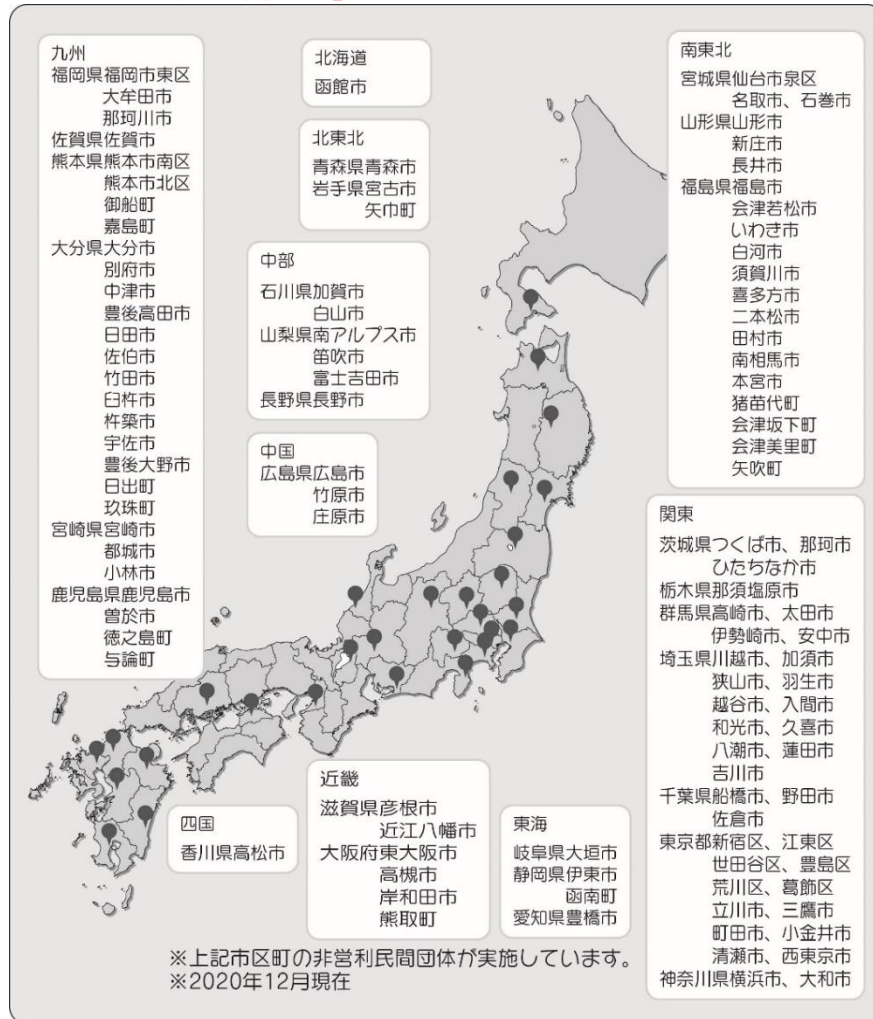 九州
福岡県福岡市東区
大牟田市
那珂川市
佐賀県佐賀市
熊本県熊本市南区
熊本市北区
御船町
嘉島町
大分県大分市
別府市
中津市
豊後高田市
日田市
佐伯市
竹田市
臼杵市
杵築市
宇佐市
豊後大野市
日出町
玖珠町
宮崎県宮崎市
都城市
小林市
鹿児島県鹿児島市
曽於市
徳之島町
与論町
北海道
函館市
北東北
青森県青森市
岩手県宮古市
矢巾町
中部
石川県加賀市
白山市
山梨県南アルプス市
笛吹市
富士吉田市
長野県長野市
中国
広島県広島市
竹原市
庄原市
南東北
宮城県仙台市泉区
名取市、石巻市
山形県山形市
新庄市
長井市
福島県福島市
会津若松市
いわき市
白河市
須賀川市
喜多方市
二本松市
田村市
南相馬市
本宮市
猪苗代町
会津坂下町
会津美里町
矢吹町
関東
茨城県つくば市、那珂市
ひたちなか市
栃木県那須塩原市
群馬県高崎市、太田市
伊勢崎市、安中市
埼玉県川越市、加須市
狭山市、羽生市
越谷市、入間市
和光市、久喜市
八潮市、蓮田市
吉川市
千葉県船橋市、野田市
佐倉市
東京都新宿区、江東区
世田谷区、豊島区
荒川区、葛飾区
立川市、三鷹市
町田市、小金井市
清瀬市、西東京市
神奈川県横浜市、大和市
四国
香川県高松市
近畿
滋賀県彦根市
近江八幡市
大阪府東大阪市
高槻市
岸和田市
熊取町
東海
岐阜県大垣市
静岡県伊東市
函南町
愛知県豊橋市
※上記市区町の非営利民間団体が実施しています。
※2020年12月現在